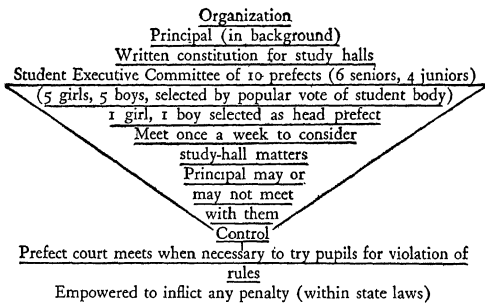 Organization
Principal (in background)
Written constitution for study halls
Student Executive Committee of 10 prefects (6 seniors, 4 juniors)
(5 girls, 5 boys, selected by popular vote of student body)
1 girl, 1 boy selected as head prefect
Meet once a week to consider
study-hall matters
Principal may or
may not meet
with them
Control
Prefect court meets when necessary to try pupils for violation of
rules
Empowered to inflict any penalty (within state laws)